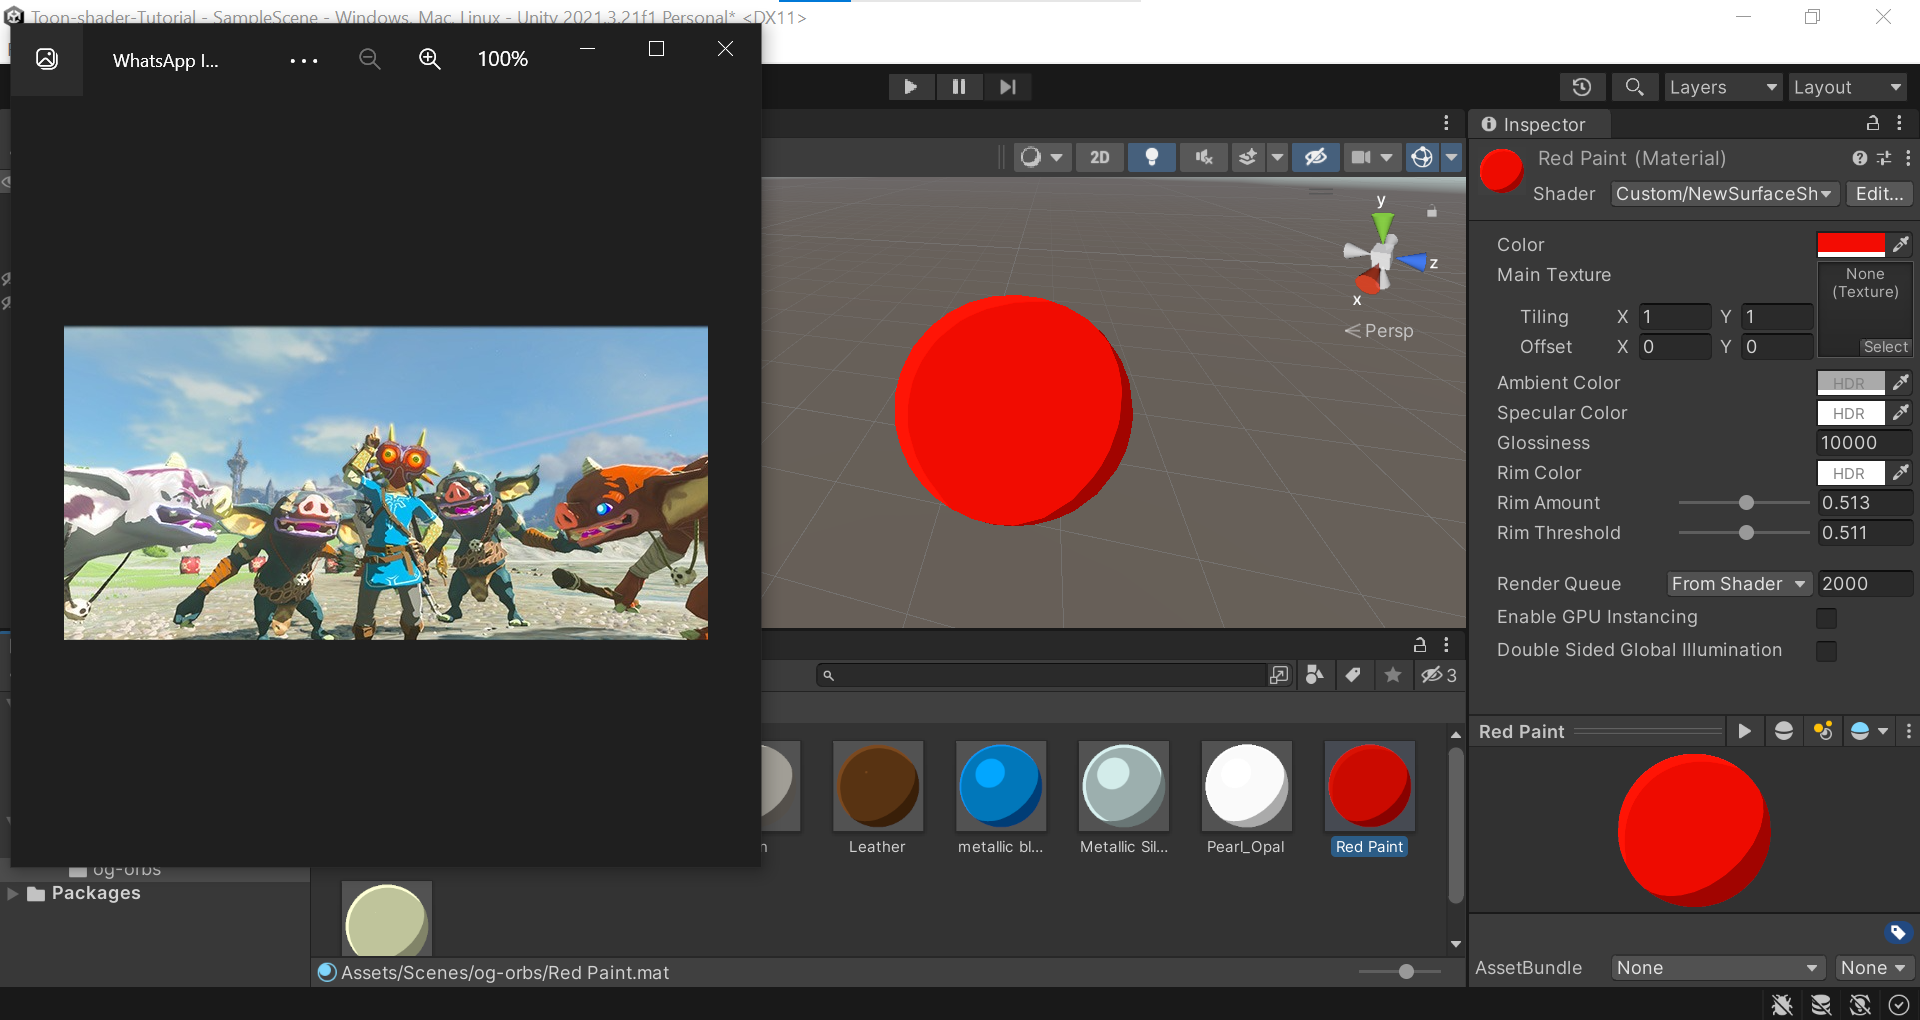 Toon-shader-Tutorial - SampleScene - Windows, Mac, Linux - Unity 2021.3.21f1 Personal* <DX11>
WhatsApp I...
100%
Layers
Layout
Inspector
2D
Red Paint (Material)
Shader
Custom/NewSurfaceSh
Edit...
y
z
x
Persp
Color
Main Texture
None
(Texture)
Tiling X 1 Y 1
Offset X 0 Y 0
Select
Ambient Color HDR
Specular Color HDR
Glossiness 10000
Rim Color HDR
Rim Amount 0.513
Rim Threshold 0.511
Render Queue From Shader 2000
Enable GPU Instancing
Double Sided Global Illumination
3
Red Paint
Leather
metallic bl...
Metallic Sil...
Pearl_Opal
Red Paint
og-orbs
Packages
Assets/Scenes/og-orbs/Red Paint.mat
AssetBundle None None